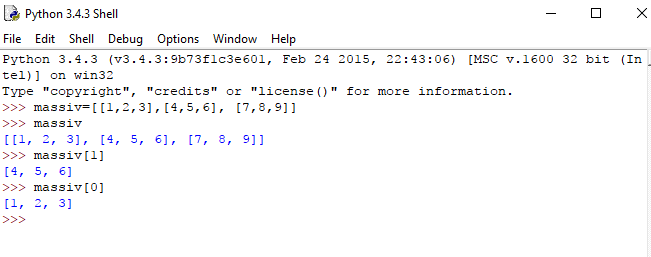 Python 3.4.3 Shell
File Edit Shell Debug Options Window Help
Python 3.4.3 (v3.4.3:9b73f1c3e601, Feb 24 2015, 22:43:06) [MSC v.1600 32 bit (In
tel)] on win32
Type "copyright", "credits" or "license()" for more information.
>>> massiv=[[1,2,3],[4,5,6], [7,8,9]]
>>> massiv
[[1, 2, 3], [4, 5, 6], [7, 8, 9]]
>>> massiv[1]
[4, 5, 6]
>>> massiv[0]
[1, 2, 3]
>>>